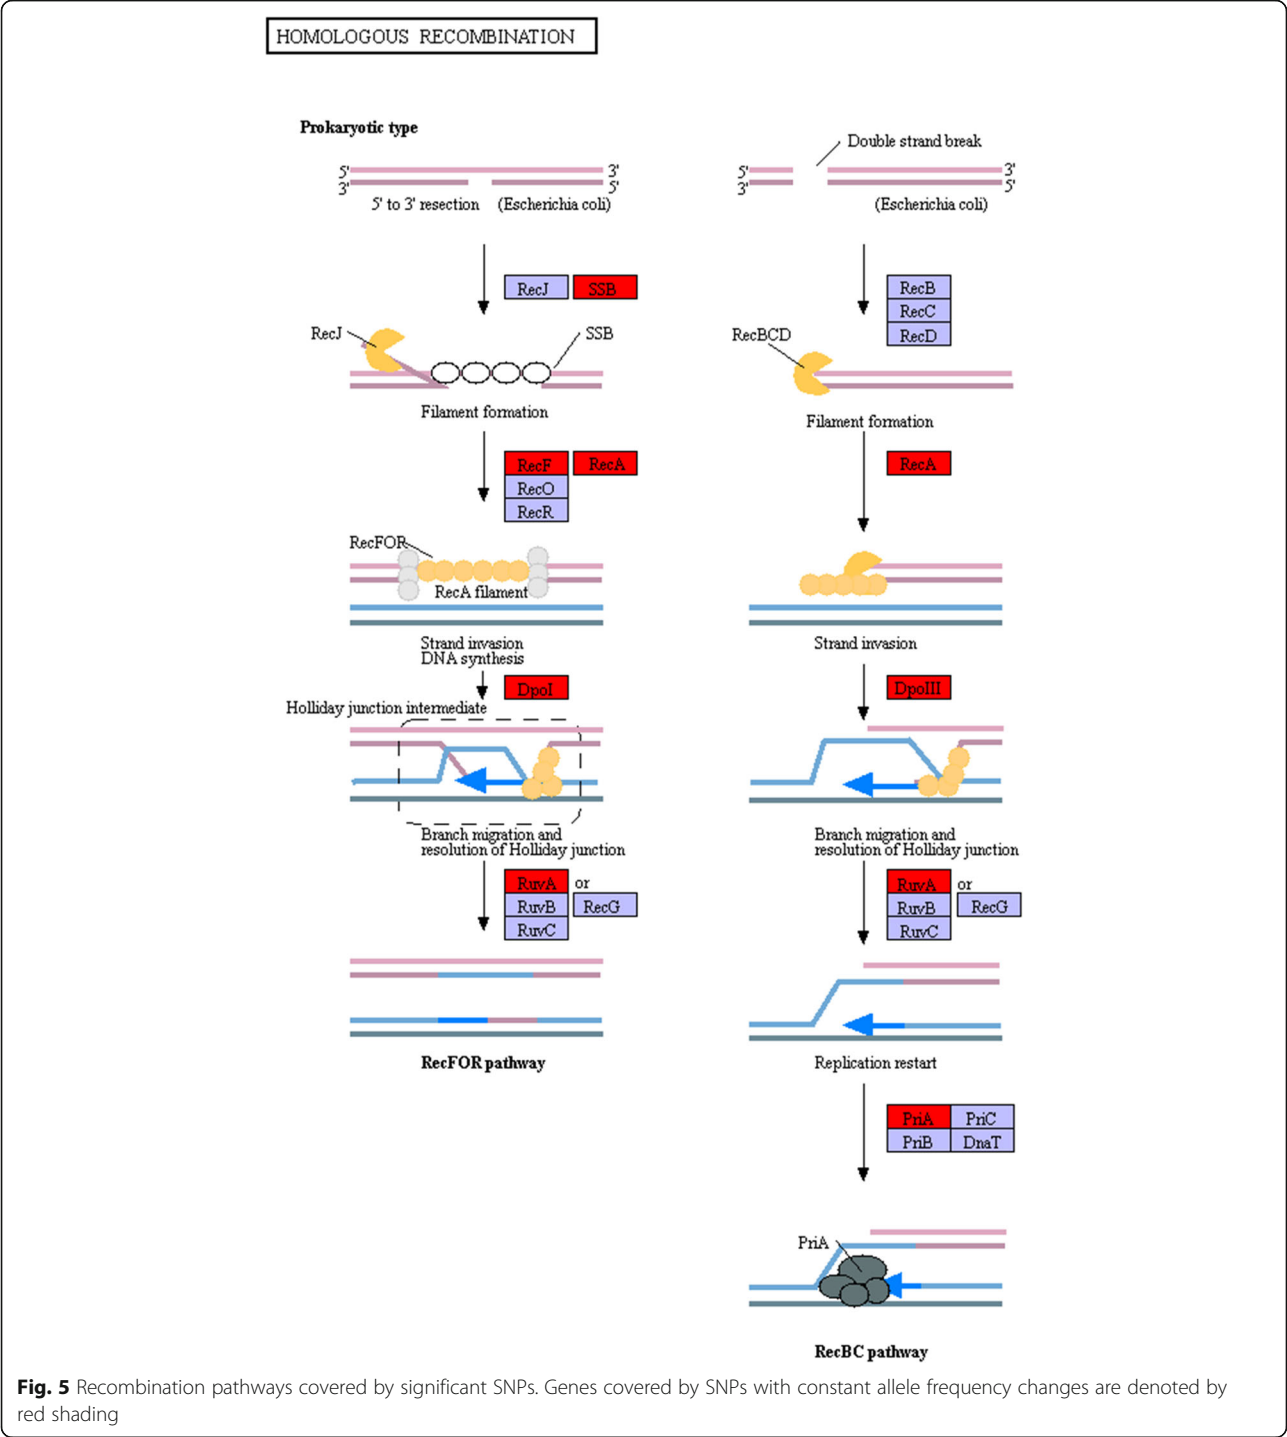 HOMOLOGOUS RECOMBINATION
Prokaryotic type
5' 3'
3' 5'
5' to 3' resection (Escherichia coli)
RecJ SSB
RecJ
SSB
Filament formation
RecF RecA
RecO
RecR
RecFOR
RecA filament
Strand invasion
DNA synthesis
DpoI
Holliday junction intermediate
Branch migration and
resolution of Holliday junction
RuvA or
RuvB RecG
RuvC
RecFOR pathway
Double strand break
5' 3'
3' 5'
(Escherichia coli)
RecB
RecC
RecD
RecBCD
Filament formation
RecA
Strand invasion
DpoIII
Branch migration and
resolution of Holliday junction
RuvA or
RuvB RecG
RuvC
Replication restart
PriA PriC
PriB DnaT
PriA
RecBC pathway
Fig. 5 Recombination pathways covered by significant SNPs. Genes covered by SNPs with constant allele frequency changes are denoted by
red shading